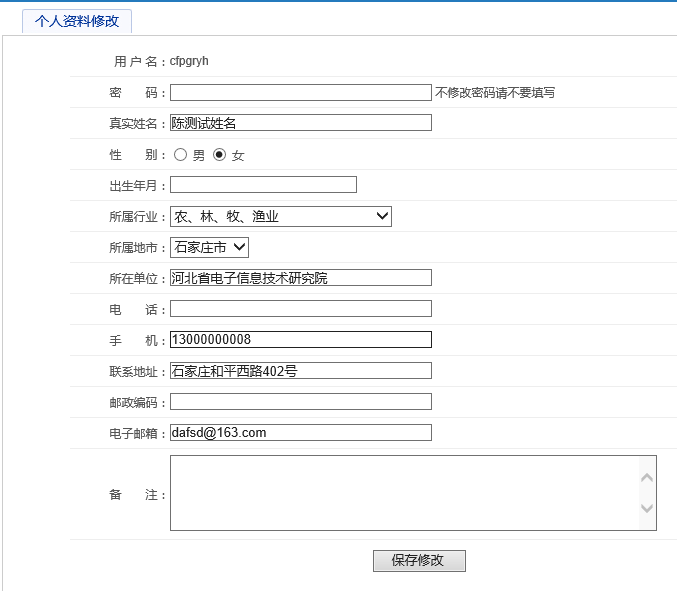 个人资料修改
用 户 名：cfpgryh
密　　码： 不修改密码请不要填写
真实姓名：陈测试姓名
性　　别： 男 女
出生年月：
所属行业：农、林、牧、渔业
所属地市：石家庄市
所在单位：河北省电子信息技术研究院
电　　话：
手　　机：13000000008
联系地址：石家庄和平西路402号
邮政编码：
电子邮箱：dafsd@163.com
备　　注：
保存修改